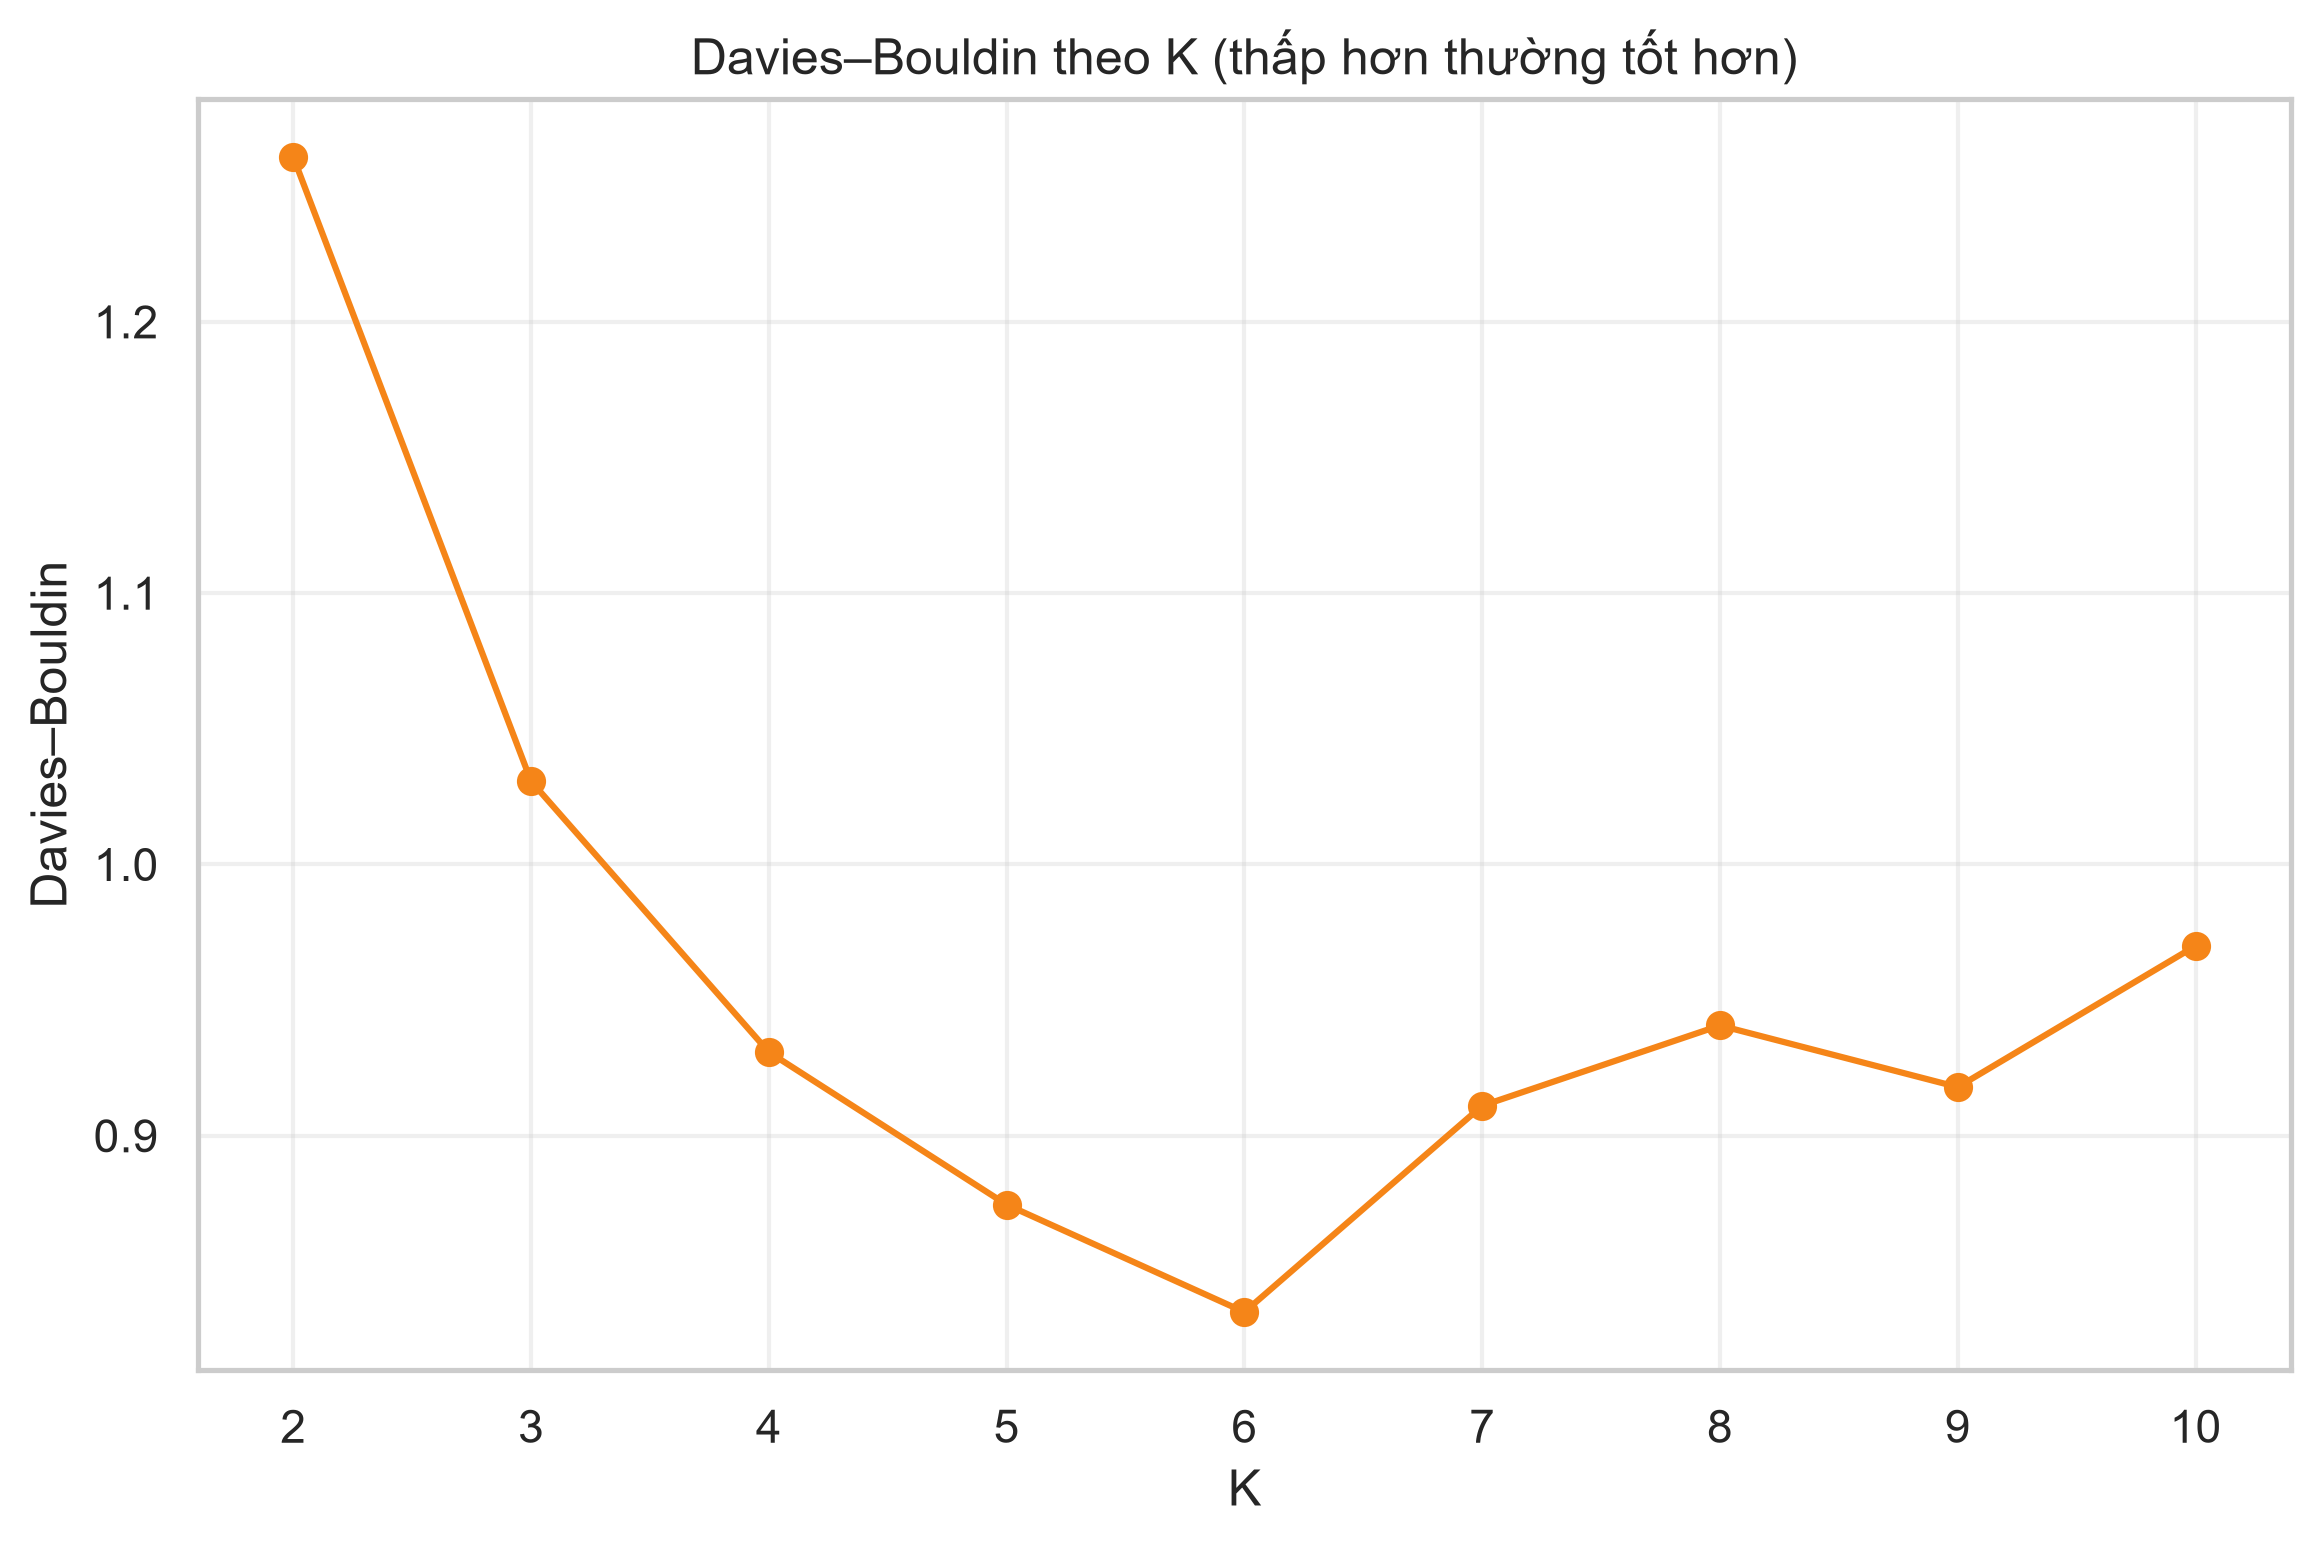 Davies–Bouldin theo K (thấp hơn thường tốt hơn)
Davies–Bouldin
1.2
1.1
1.0
0.9
2 3 4 5 6 7 8 9 10
K